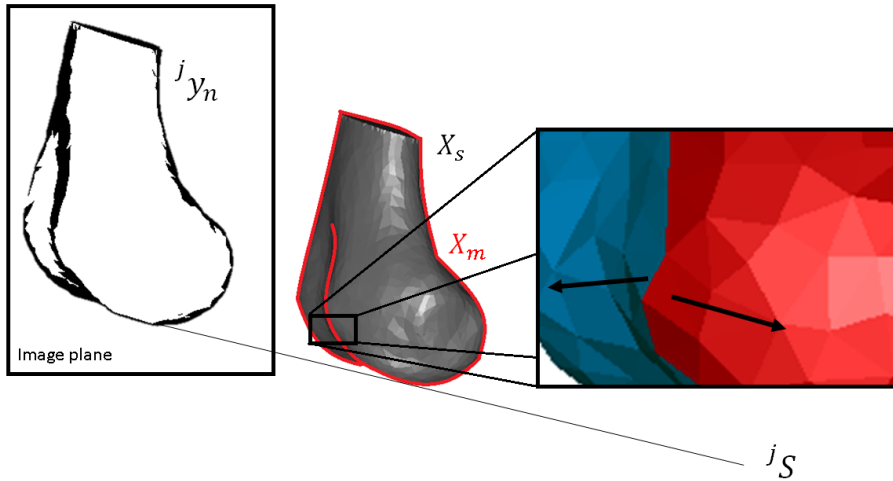 ʲyₙ
Xₛ
Xₘ
Image plane
ʲS